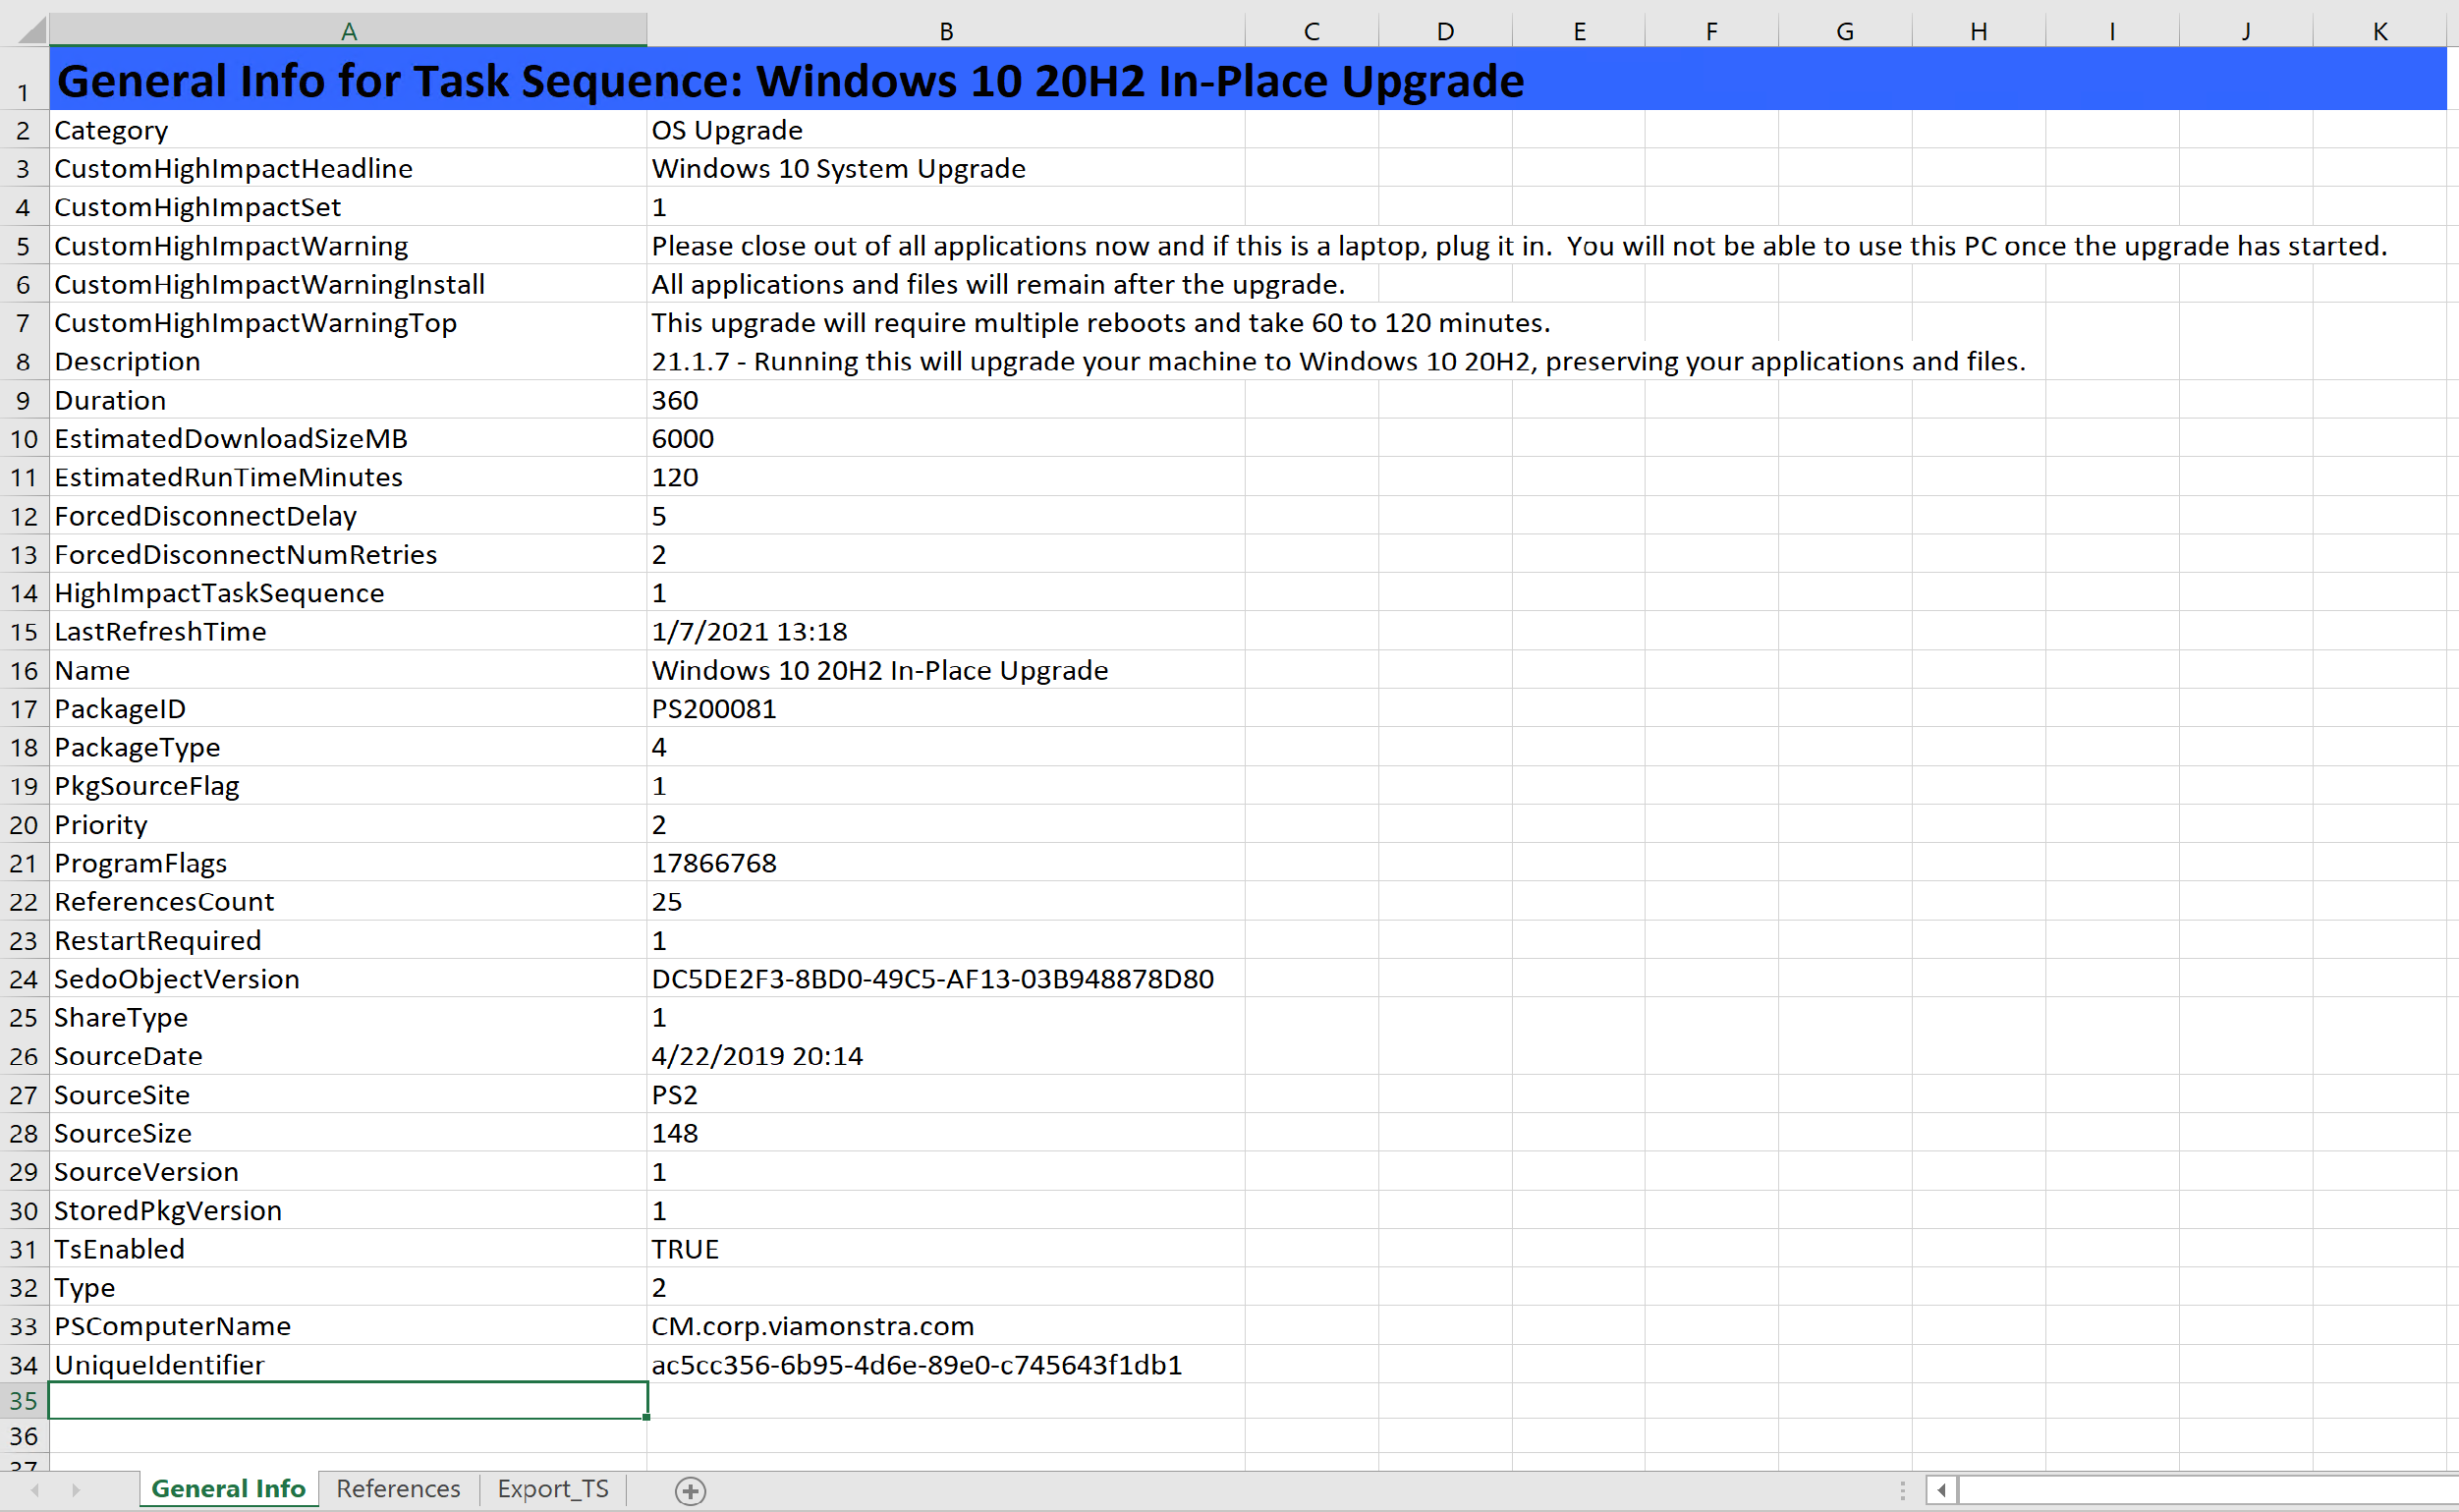 A B C D E F G H I J K
1 General Info for Task Sequence: Windows 10 20H2 In-Place Upgrade
2 Category OS Upgrade
3 CustomHighImpactHeadline Windows 10 System Upgrade
4 CustomHighImpactSet 1
5 CustomHighImpactWarning Please close out of all applications now and if this is a laptop, plug it in.  You will not be able to use this PC once the upgrade has started.
6 CustomHighImpactWarningInstall All applications and files will remain after the upgrade.
7 CustomHighImpactWarningTop This upgrade will require multiple reboots and take 60 to 120 minutes.
8 Description 21.1.7 - Running this will upgrade your machine to Windows 10 20H2, preserving your applications and files.
9 Duration 360
10 EstimatedDownloadSizeMB 6000
11 EstimatedRunTimeMinutes 120
12 ForcedDisconnectDelay 5
13 ForcedDisconnectNumRetries 2
14 HighImpactTaskSequence 1
15 LastRefreshTime 1/7/2021 13:18
16 Name Windows 10 20H2 In-Place Upgrade
17 PackageID PS200081
18 PackageType 4
19 PkgSourceFlag 1
20 Priority 2
21 ProgramFlags 17866768
22 ReferencesCount 25
23 RestartRequired 1
24 SedoObjectVersion DC5DE2F3-8BD0-49C5-AF13-03B948878D80
25 ShareType 1
26 SourceDate 4/22/2019 20:14
27 SourceSite PS2
28 SourceSize 148
29 SourceVersion 1
30 StoredPkgVersion 1
31 TsEnabled TRUE
32 Type 2
33 PSComputerName CM.corp.viamonstra.com
34 UniqueIdentifier ac5cc356-6b95-4d6e-89e0-c745643f1db1
35
36
37
General Info References Export_TS